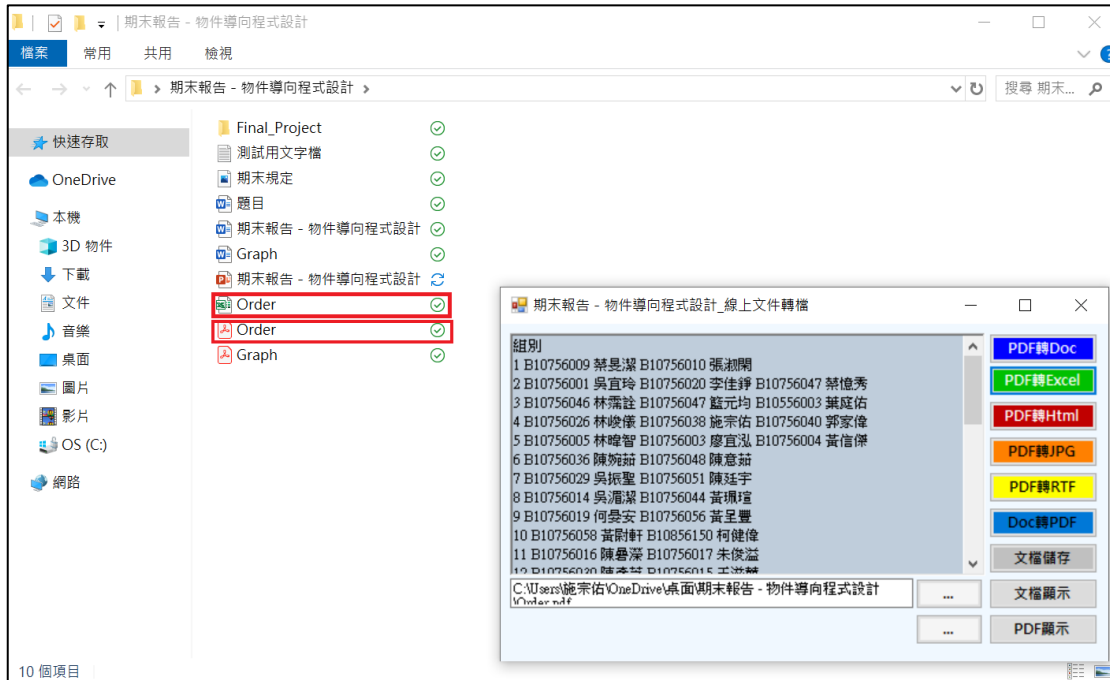 期末報告 - 物件導向程式設計
檔案 常用 共用 檢視
期末報告 - 物件導向程式設計
搜尋 期末...
快速存取
OneDrive
本機
3D 物件
下載
文件
音樂
桌面
圖片
影片
OS (C:)
網路
Final_Project
測試用文字檔
期末規定
題目
期末報告 - 物件導向程式設計
Graph
期末報告 - 物件導向程式設計
Order
Order
Graph
期末報告 - 物件導向程式設計_線上文件轉檔
組別
1 B10756009 蔡旻潔 B10756010 張淑閑
2 B10756001 吳宜玲 B10756020 李佳錚 B10756047 蔡憶秀
3 B10756046 林霈詮 B10756047 籃元均 B10556003 葉庭佑
4 B10756026 林峻儀 B10756038 施宗佑 B10756040 郭家偉
5 B10756005 林暐智 B10756003 廖宜泓 B10756004 黃信傑
6 B10756036 陳婉茹 B10756048 陳意茹
7 B10756029 吳振聖 B10756051 陳廷宇
8 B10756014 吳湄潔 B10756044 黃珮瑄
9 B10756019 何晏安 B10756056 黃呈豐
10 B10756058 黃尉軒 B10856150 柯健偉
11 B10756016 陳譽濴 B10756017 朱俊溢
C:\Users\施宗佑\OneDrive\桌面\期末報告 - 物件導向程式設計
\Order.pdf
...
...
PDF轉Doc
PDF轉Excel
PDF轉Html
PDF轉JPG
PDF轉RTF
Doc轉PDF
文檔儲存
文檔顯示
PDF顯示
10 個項目